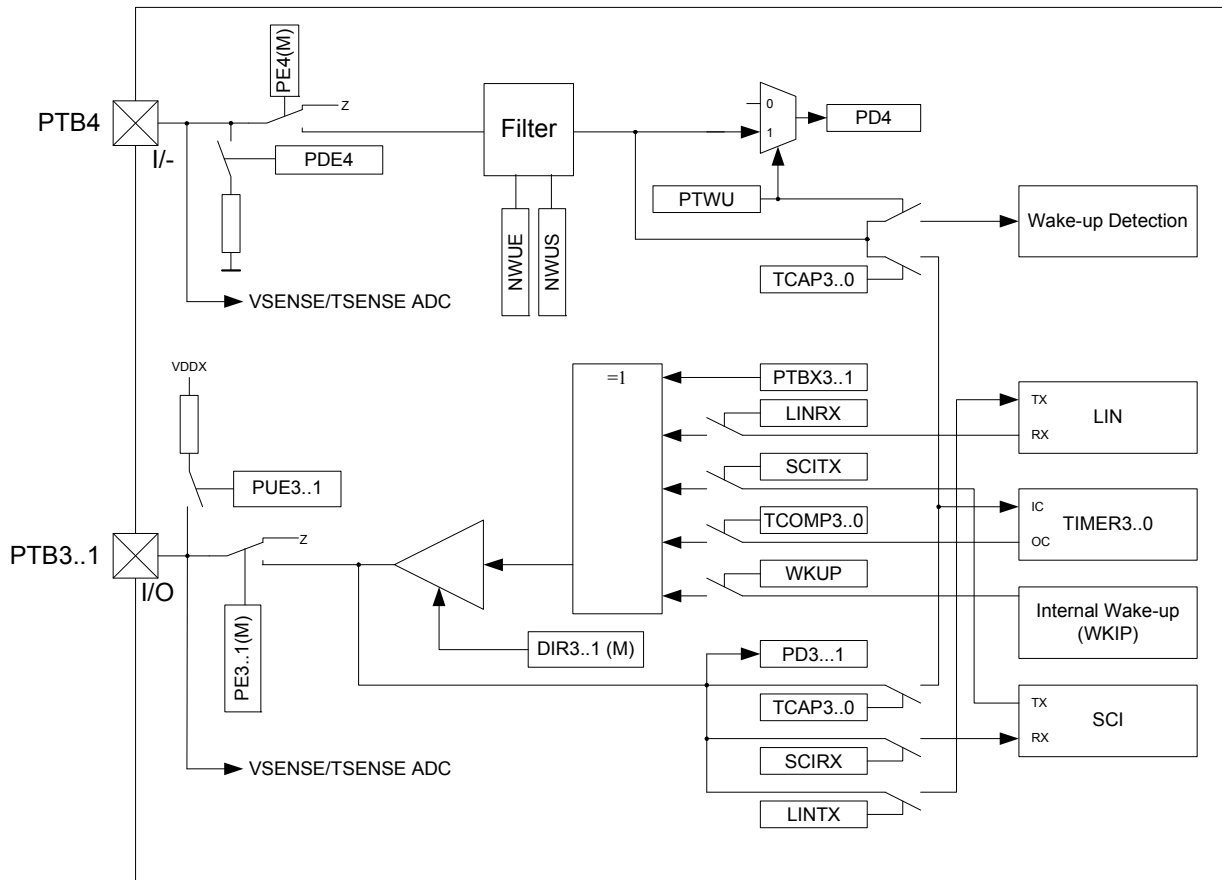 PE4(M)
Z
PTB4
I/-
PDE4
Filter
NWUE
NWUS
0
1
PD4
PTWU
Wake-up Detection
TCAP3..0
VSENSE/TSENSE ADC
VDDX
PUE3..1
=1
PTBX3..1
LINRX
SCITX
TCOMP3..0
WKUP
TX
LIN
RX
IC
TIMER3..0
OC
Internal Wake-up
(WKIP)
PTB3..1
I/O
Z
PE3..1(M)
DIR3..1 (M)
PD3...1
TCAP3..0
SCIRX
LINTX
TX
SCI
RX
VSENSE/TSENSE ADC